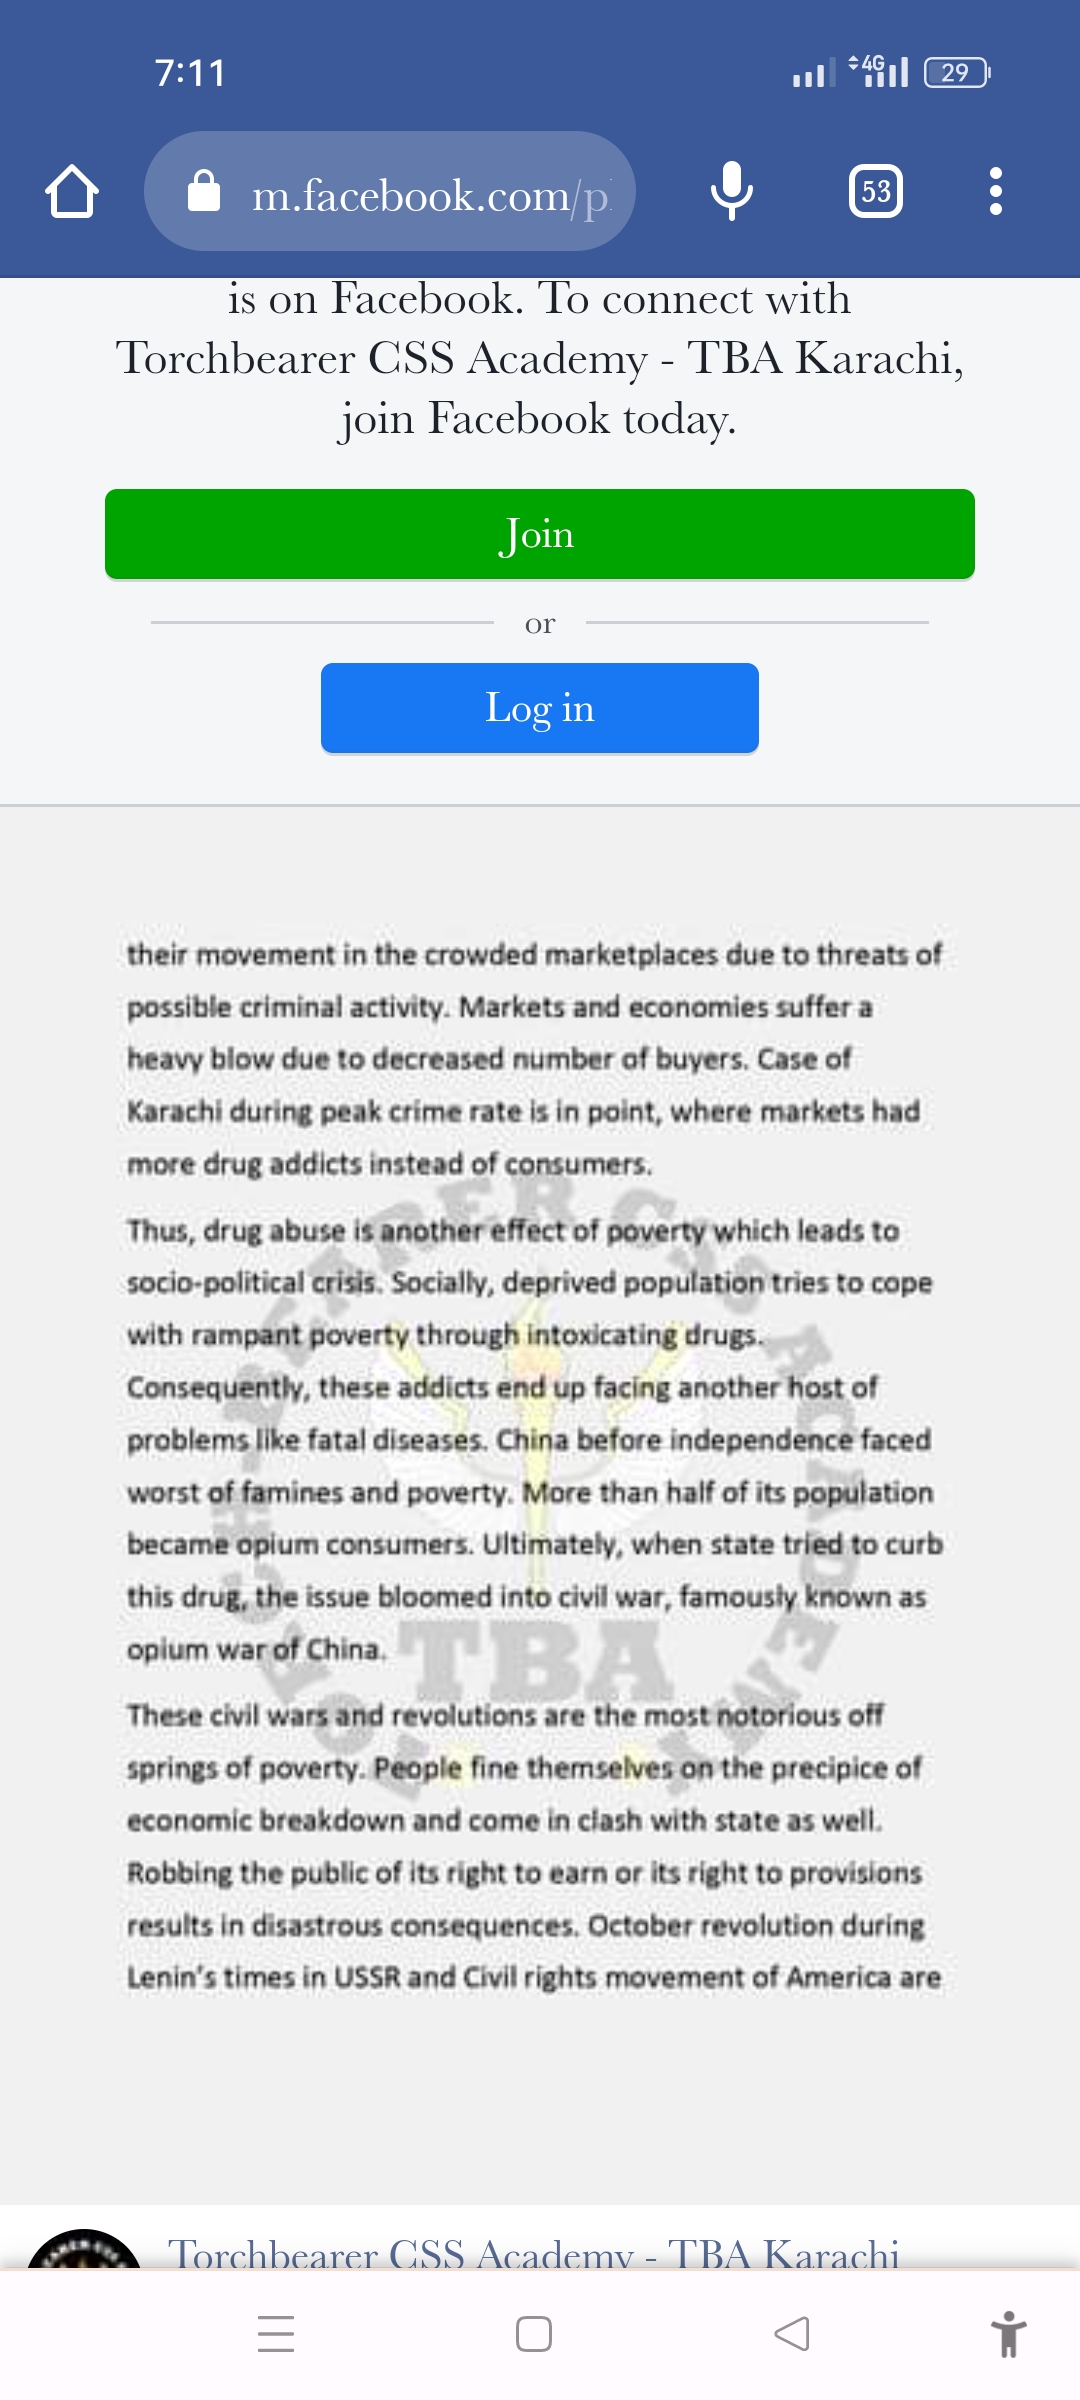 7:11
4G
29
m.facebook.com/p
53
is on Facebook. To connect with
Torchbearer CSS Academy - TBA Karachi,
join Facebook today.
Join
or
Log in
their movement in the crowded marketplaces due to threats of
possible criminal activity. Markets and economies suffer a
heavy blow due to decreased number of buyers. Case of
Karachi during peak crime rate is in point, where markets had
more drug addicts instead of consumers.
Thus, drug abuse is another effect of poverty which leads to
socio-political crisis. Socially, deprived population tries to cope
with rampant poverty through intoxicating drugs.
Consequently, these addicts end up facing another host of
problems like fatal diseases. China before independence faced
worst of famines and poverty. More than half of its population
became opium consumers. Ultimately, when state tried to curb
this drug, the issue bloomed into civil war, famously known as
opium war of China.
These civil wars and revolutions are the most notorious off
springs of poverty. People fine themselves on the precipice of
economic breakdown and come in clash with state as well.
Robbing the public of its right to earn or its right to provisions
results in disastrous consequences. October revolution during
Lenin's times in USSR and Civil rights movement of America are
TORCH-BEARER CSS ACADEMY
TBA
Torchbearer CSS Academy - TBA Karachi